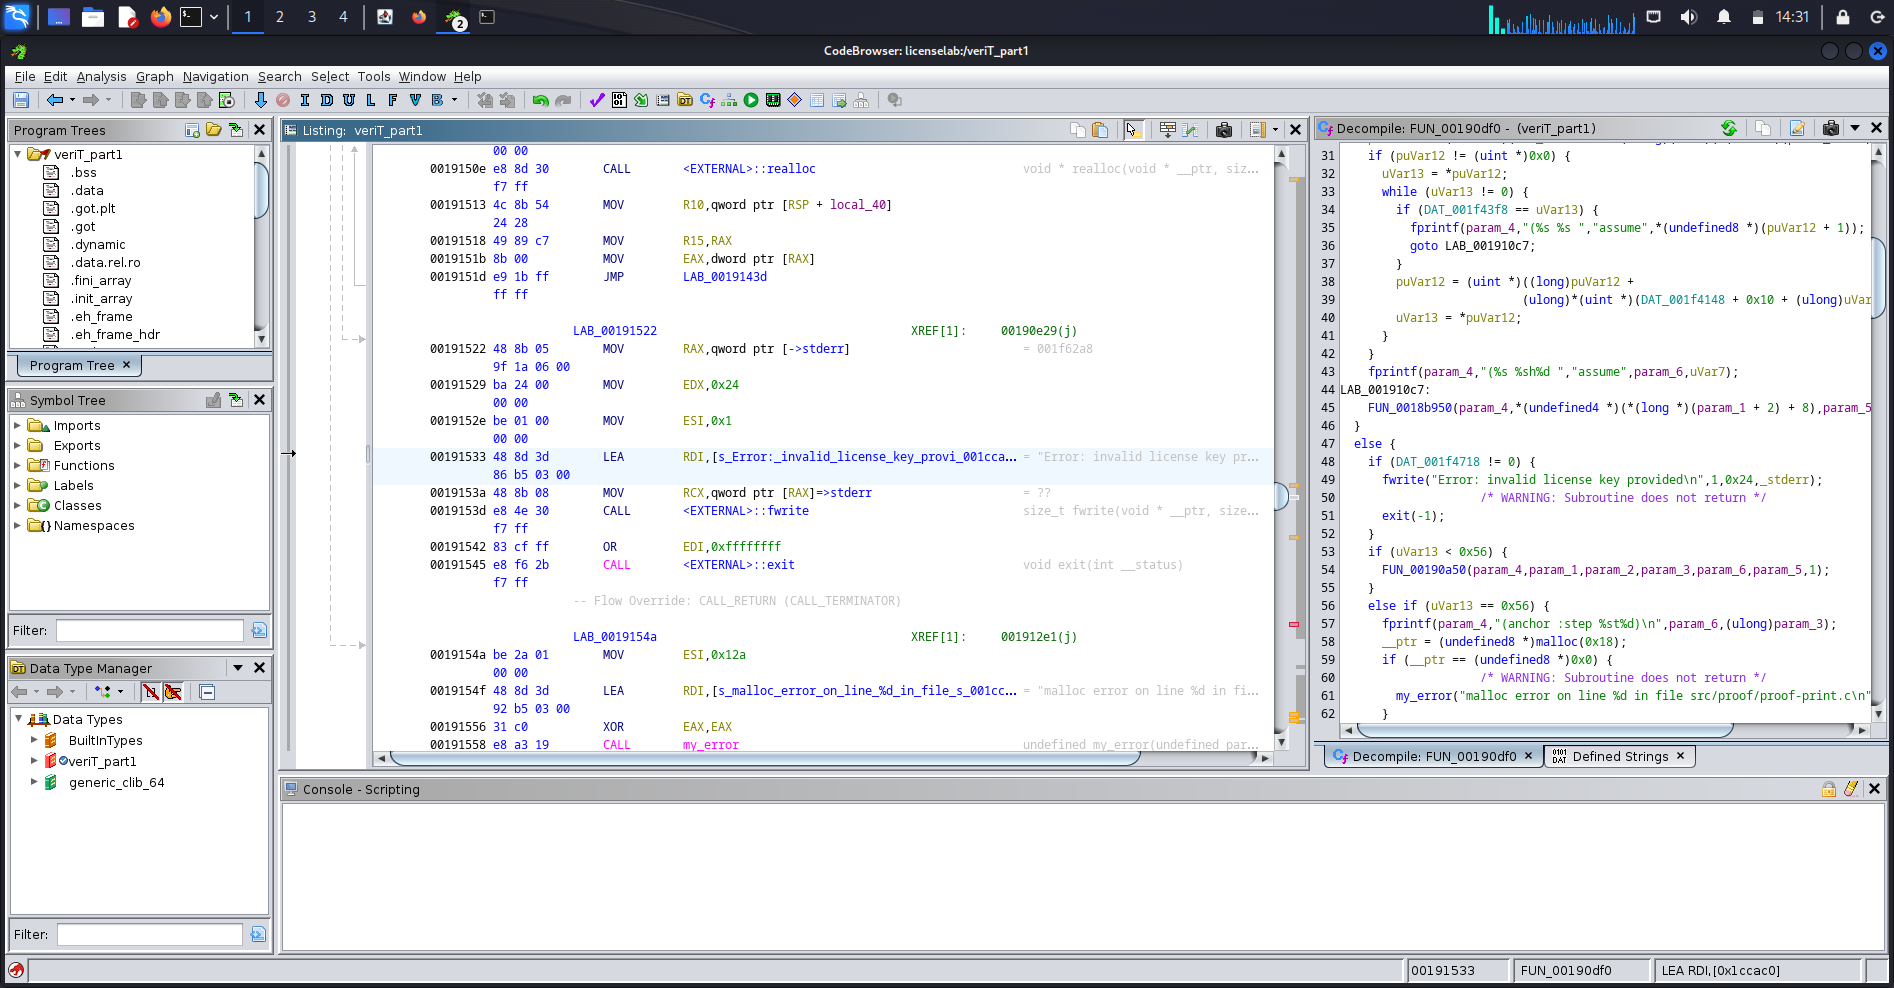 1 2 3 4 2 14:31
CodeBrowser: licenselab:/veriT_part1
File Edit Analysis Graph Navigation Search Select Tools Window Help
I D U L F V B
Program Trees
veriT_part1
.bss
.data
.got.plt
.got
.dynamic
.data.rel.ro
.fini_array
.init_array
.eh_frame
.eh_frame_hdr
Program Tree
Symbol Tree
Imports
Exports
Functions
Labels
Classes
Namespaces
Filter:
Data Type Manager
Data Types
BuiltInTypes
veriT_part1
generic_clib_64
Filter:
Listing: veriT_part1
00 00
0019150e e8 8d 30 CALL <EXTERNAL>::realloc void * realloc(void * __ptr, siz...
f7 ff
00191513 4c 8b 54 MOV R10,qword ptr [RSP + local_40]
24 28
00191518 49 89 c7 MOV R15,RAX
0019151b 8b 00 MOV EAX,dword ptr [RAX]
0019151d e9 1b ff JMP LAB_0019143d
ff ff
LAB_00191522 XREF[1]: 00190e29(j)
00191522 48 8b 05 MOV RAX,qword ptr [->stderr] = 001f62a8
9f 1a 06 00
00191529 ba 24 00 MOV EDX,0x24
00 00
0019152e be 01 00 MOV ESI,0x1
00 00
00191533 48 8d 3d LEA RDI,[s_Error:_invalid_license_key_provi_001cca... = "Error: invalid license key pr...
86 b5 03 00
0019153a 48 8b 08 MOV RCX,qword ptr [RAX]=>stderr = ??
0019153d e8 4e 30 CALL <EXTERNAL>::fwrite size_t fwrite(void * __ptr, size...
f7 ff
00191542 83 cf ff OR EDI,0xffffffff
00191545 e8 f6 2b CALL <EXTERNAL>::exit void exit(int __status)
f7 ff
-- Flow Override: CALL_RETURN (CALL_TERMINATOR)
LAB_0019154a XREF[1]: 001912e1(j)
0019154a be 2a 01 MOV ESI,0x12a
00 00
0019154f 48 8d 3d LEA RDI,[s_malloc_error_on_line_%d_in_file_s_001cc... = "malloc error on line %d in fi...
92 b5 03 00
00191556 31 c0 XOR EAX,EAX
00191558 e8 a3 19 CALL my_error undefined my_error(undefined par...
Decompile: FUN_00190df0 - (veriT_part1)
31 if (puVar12 != (uint *)0x0) {
32 uVar13 = *puVar12;
33 while (uVar13 != 0) {
34 if (DAT_001f43f8 == uVar13) {
35 fprintf(param_4,"(%s %s ","assume",*(undefined8 *)(puVar12 + 1));
36 goto LAB_001910c7;
37 }
38 puVar12 = (uint *)((long)puVar12 +
39 (ulong)*(uint *)(DAT_001f4148 + 0x10 + (ulong)uVar
40 uVar13 = *puVar12;
41 }
42 }
43 fprintf(param_4,"(%s %sh%d ","assume",param_6,uVar7);
44 LAB_001910c7:
45 FUN_0018b950(param_4,*(undefined4 *)(*(long *)(param_1 + 2) + 8),param_5
46 }
47 else {
48 if (DAT_001f4718 != 0) {
49 fwrite("Error: invalid license key provided\n",1,0x24,_stderr);
50 /* WARNING: Subroutine does not return */
51 exit(-1);
52 }
53 if (uVar13 < 0x56) {
54 FUN_00190a50(param_4,param_1,param_2,param_3,param_6,param_5,1);
55 }
56 else if (uVar13 == 0x56) {
57 fprintf(param_4,"(anchor :step %st%d)\n",param_6,(ulong)param_3);
58 __ptr = (undefined8 *)malloc(0x18);
59 if (__ptr == (undefined8 *)0x0) {
60 /* WARNING: Subroutine does not return */
61 my_error("malloc error on line %d in file src/proof/proof-print.c\n"
62 }
Decompile: FUN_00190df0 Defined Strings
Console - Scripting
00191533 FUN_00190df0 LEA RDI,[0x1ccac0]